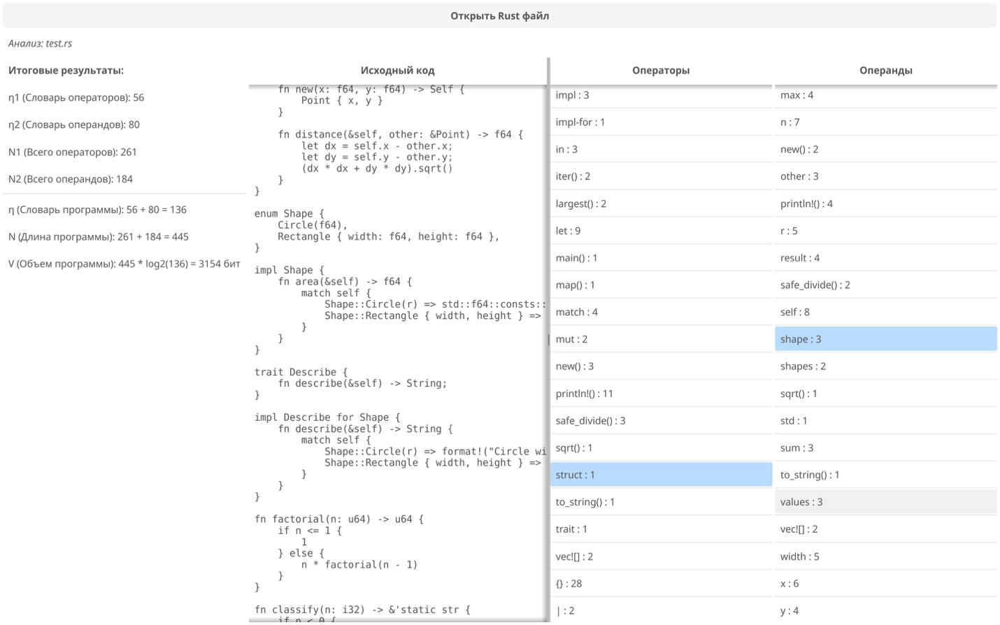 Открыть Rust файл
Анализ: test.rs
Итоговые результаты:
η1 (Словарь операторов): 56
η2 (Словарь операндов): 80
N1 (Всего операторов): 261
N2 (Всего операндов): 184
η (Словарь программы): 56 + 80 = 136
N (Длина программы): 261 + 184 = 445
V (Объем программы): 445 * log2(136) = 3154 бит
Исходный код
    fn new(x: f64, y: f64) -> Self {
        Point { x, y }
    }

    fn distance(&self, other: &Point) -> f64 {
        let dx = self.x - other.x;
        let dy = self.y - other.y;
        (dx * dx + dy * dy).sqrt()
    }
}

enum Shape {
    Circle(f64),
    Rectangle { width: f64, height: f64 },
}

impl Shape {
    fn area(&self) -> f64 {
        match self {
            Shape::Circle(r) => std::f64::consts::
            Shape::Rectangle { width, height } =>
        }
    }
}

trait Describe {
    fn describe(&self) -> String;
}

impl Describe for Shape {
    fn describe(&self) -> String {
        match self {
            Shape::Circle(r) => format!("Circle wi
            Shape::Rectangle { width, height } =>
        }
    }
}

fn factorial(n: u64) -> u64 {
    if n <= 1 {
        1
    } else {
        n * factorial(n - 1)
    }
}

fn classify(n: i32) -> &'static str {
    if n < 0 {
Операторы
impl : 3
impl-for : 1
in : 3
iter() : 2
largest() : 2
let : 9
main() : 1
map() : 1
match : 4
mut : 2
new() : 3
println!() : 11
safe_divide() : 3
sqrt() : 1
struct : 1
to_string() : 1
trait : 1
vec![] : 2
{} : 28
| : 2
Операнды
max : 4
n : 7
new() : 2
other : 3
println!() : 4
r : 5
result : 4
safe_divide() : 2
self : 8
shape : 3
shapes : 2
sqrt() : 1
std : 1
sum : 3
to_string() : 1
values : 3
vec![] : 2
width : 5
x : 6
y : 4